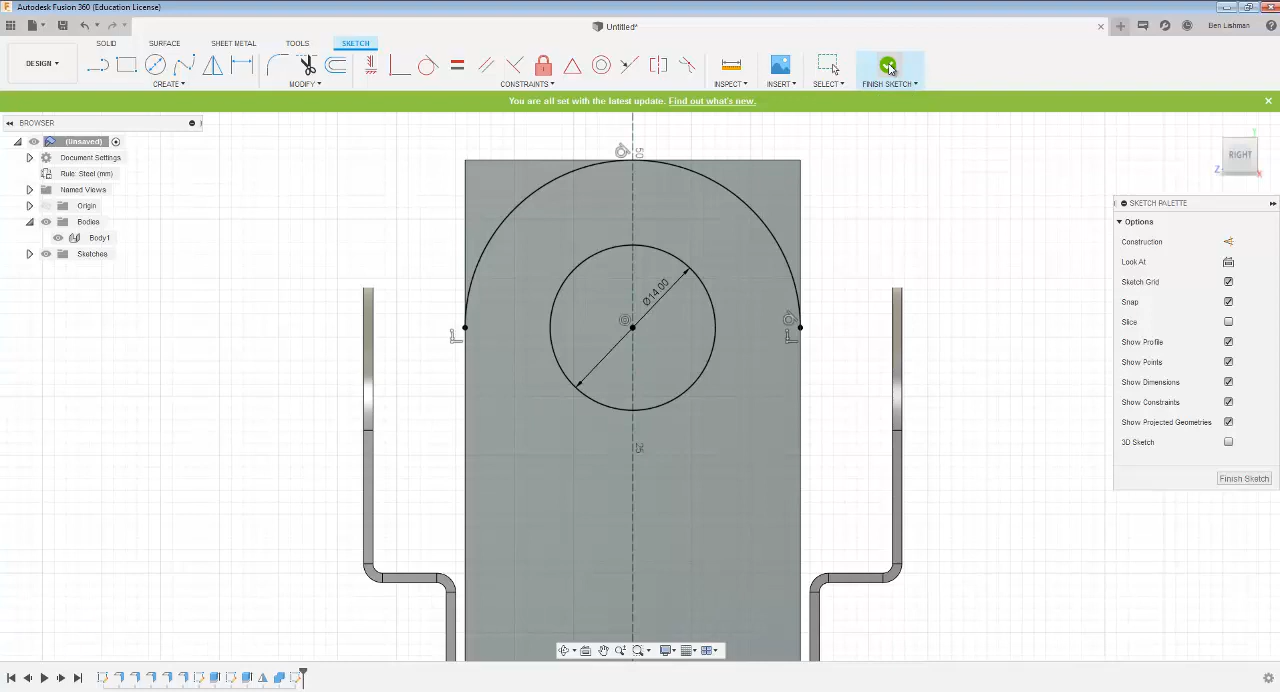 Autodesk Fusion 360 (Education License)
Untitled*
Ben Lishman
DESIGN
SOLID
SURFACE
SHEET METAL
TOOLS
SKETCH
CREATE
MODIFY
CONSTRAINTS
INSPECT
INSERT
SELECT
FINISH SKETCH
You are all set with the latest update. Find out what's new.
BROWSER
(Unsaved)
Document Settings
Rule: Steel (mm)
Named Views
Origin
Bodies
Body1
Sketches
50
Ø14.00
25
RIGHT
Y
Z
X
SKETCH PALETTE
Options
Construction
Look At
Sketch Grid
Snap
Slice
Show Profile
Show Points
Show Dimensions
Show Constraints
Show Projected Geometries
3D Sketch
Finish Sketch